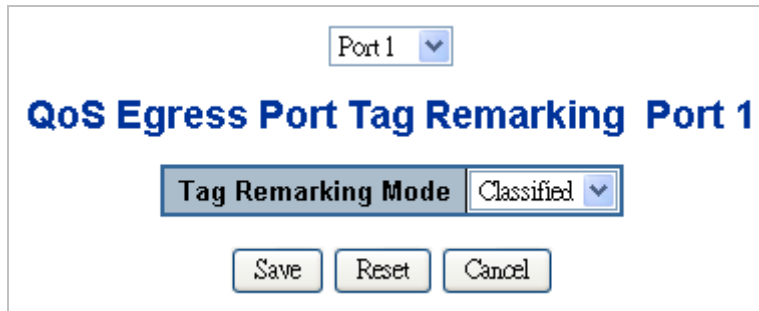 Port 1
QoS Egress Port Tag Remarking Port 1
Tag Remarking Mode Classified
Save Reset Cancel